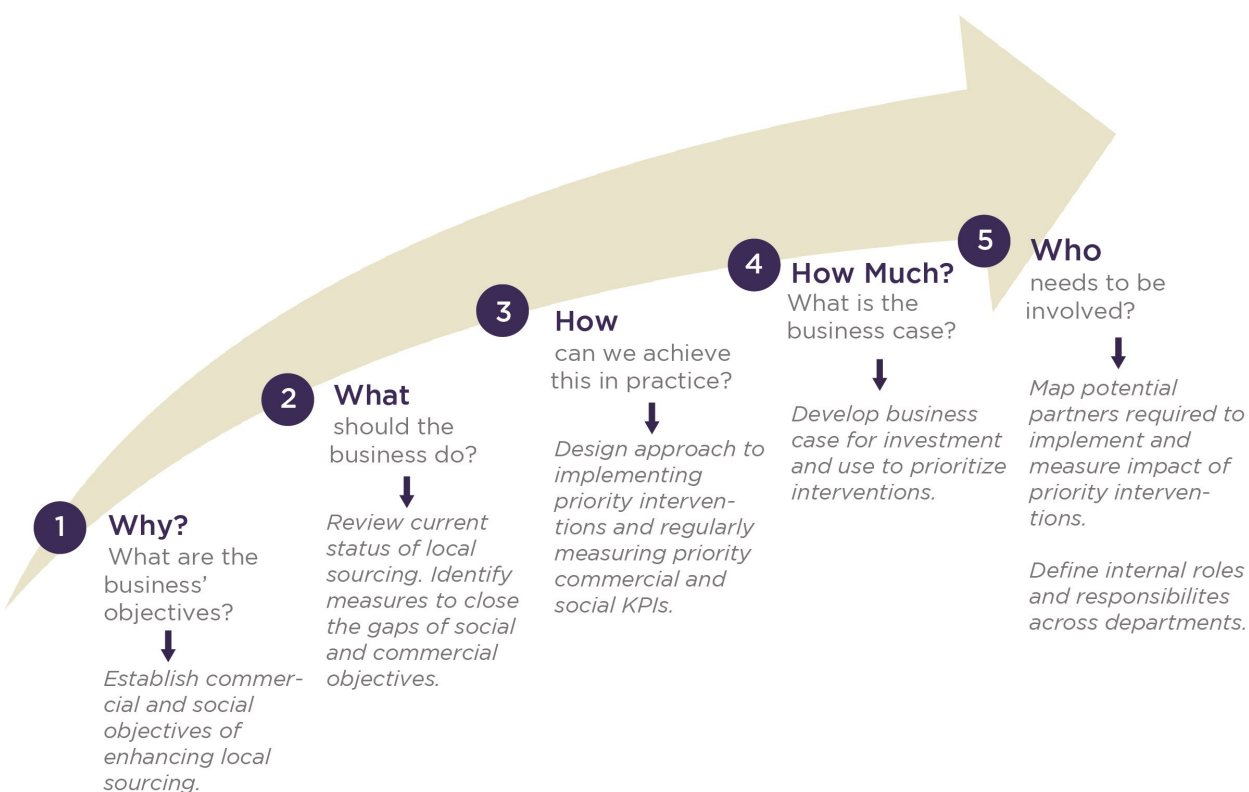 1
Why?
What are the
business'
objectives?
Establish commer-
cial and social
objectives of
enhancing local
sourcing.
2
What
should the
business do?
Review current
status of local
sourcing. Identify
measures to close
the gaps of social
and commercial
objectives.
3
How
can we achieve
this in practice?
Design approach to
implementing
priority interven-
tions and regularly
measuring priority
commercial and
social KPIs.
4
How Much?
What is the
business case?
Develop business
case for investment
and use to prioritize
interventions.
5
Who
needs to be
involved?
Map potential
partners required to
implement and
measure impact of
priority interven-
tions.
Define internal roles
and responsibilites
across departments.